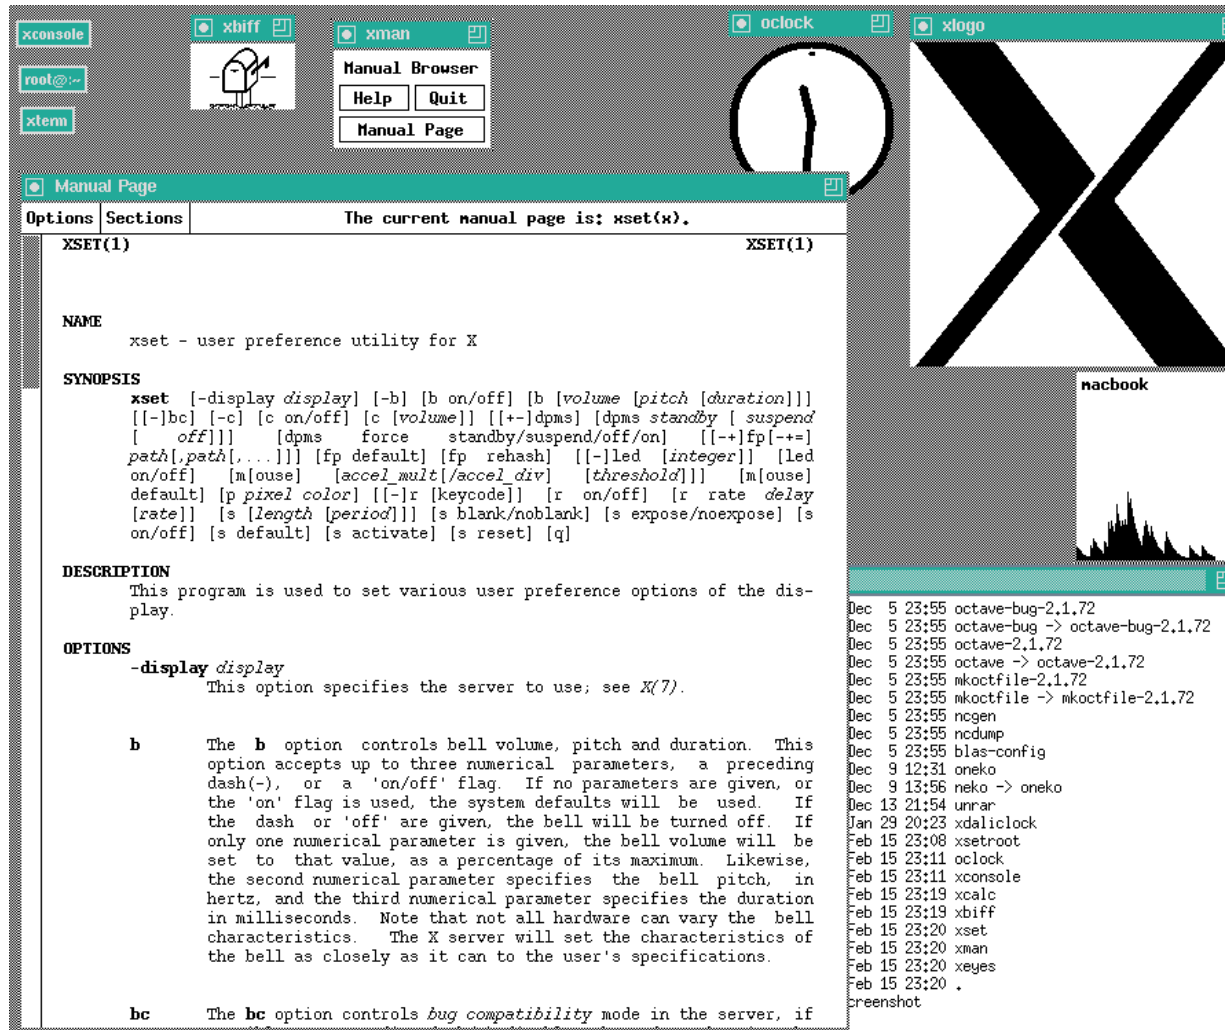 xconsole
root@:~
xterm
xbiff
xman
Manual Browser
Help Quit
Manual Page
oclock
xlogo
Manual Page
Options Sections The current manual page is: xset(x).
XSET(1) XSET(1)
NAME
xset - user preference utility for X
SYNOPSIS
xset [-display display] [-b] [b on/off] [b [volume [pitch [duration]]]
[[-]bc] [-c] [c on/off] [c [volume]] [[+-]dpms] [dpms standby [ suspend
[ off]]] [dpms force standby/suspend/off/on] [[-+]fp[-+=]
path[,path[,...]]] [fp default] [fp rehash] [[-]led [integer]] [led
on/off] [m[ouse] [accel_mult[/accel_div] [threshold]]] [m[ouse]
default] [p pixel color] [[-]r [keycode]] [r on/off] [r rate delay
[rate]] [s [length [period]]] [s blank/noblank] [s expose/noexpose] [s
on/off] [s default] [s activate] [s reset] [q]
DESCRIPTION
This program is used to set various user preference options of the dis-
play.
OPTIONS
-display display
This option specifies the server to use; see X(7).
b The b option controls bell volume, pitch and duration. This
option accepts up to three numerical parameters, a preceding
dash(-), or a 'on/off' flag. If no parameters are given, or
the 'on' flag is used, the system defaults will be used. If
the dash or 'off' are given, the bell will be turned off. If
only one numerical parameter is given, the bell volume will be
set to that value, as a percentage of its maximum. Likewise,
the second numerical parameter specifies the bell pitch, in
hertz, and the third numerical parameter specifies the duration
in milliseconds. Note that not all hardware can vary the bell
characteristics. The X server will set the characteristics of
the bell as closely as it can to the user's specifications.
bc The bc option controls bug compatibility mode in the server, if
macbook
Dec 5 23:55 octave-bug-2.1.72
Dec 5 23:55 octave-bug -> octave-bug-2.1.72
Dec 5 23:55 octave-2.1.72
Dec 5 23:55 octave -> octave-2.1.72
Dec 5 23:55 mkoctfile-2.1.72
Dec 5 23:55 mkoctfile -> mkoctfile-2.1.72
Dec 5 23:55 ncgen
Dec 5 23:55 ncdump
Dec 5 23:55 blas-config
Dec 9 12:31 oneko
Dec 9 13:56 neko -> oneko
Dec 13 21:54 unrar
Jan 29 20:23 xdaliclock
Feb 15 23:08 xsetroot
Feb 15 23:11 oclock
Feb 15 23:11 xconsole
Feb 15 23:19 xcalc
Feb 15 23:19 xbiff
Feb 15 23:20 xset
Feb 15 23:20 xman
Feb 15 23:20 xeyes
Feb 15 23:20 .
creenshot